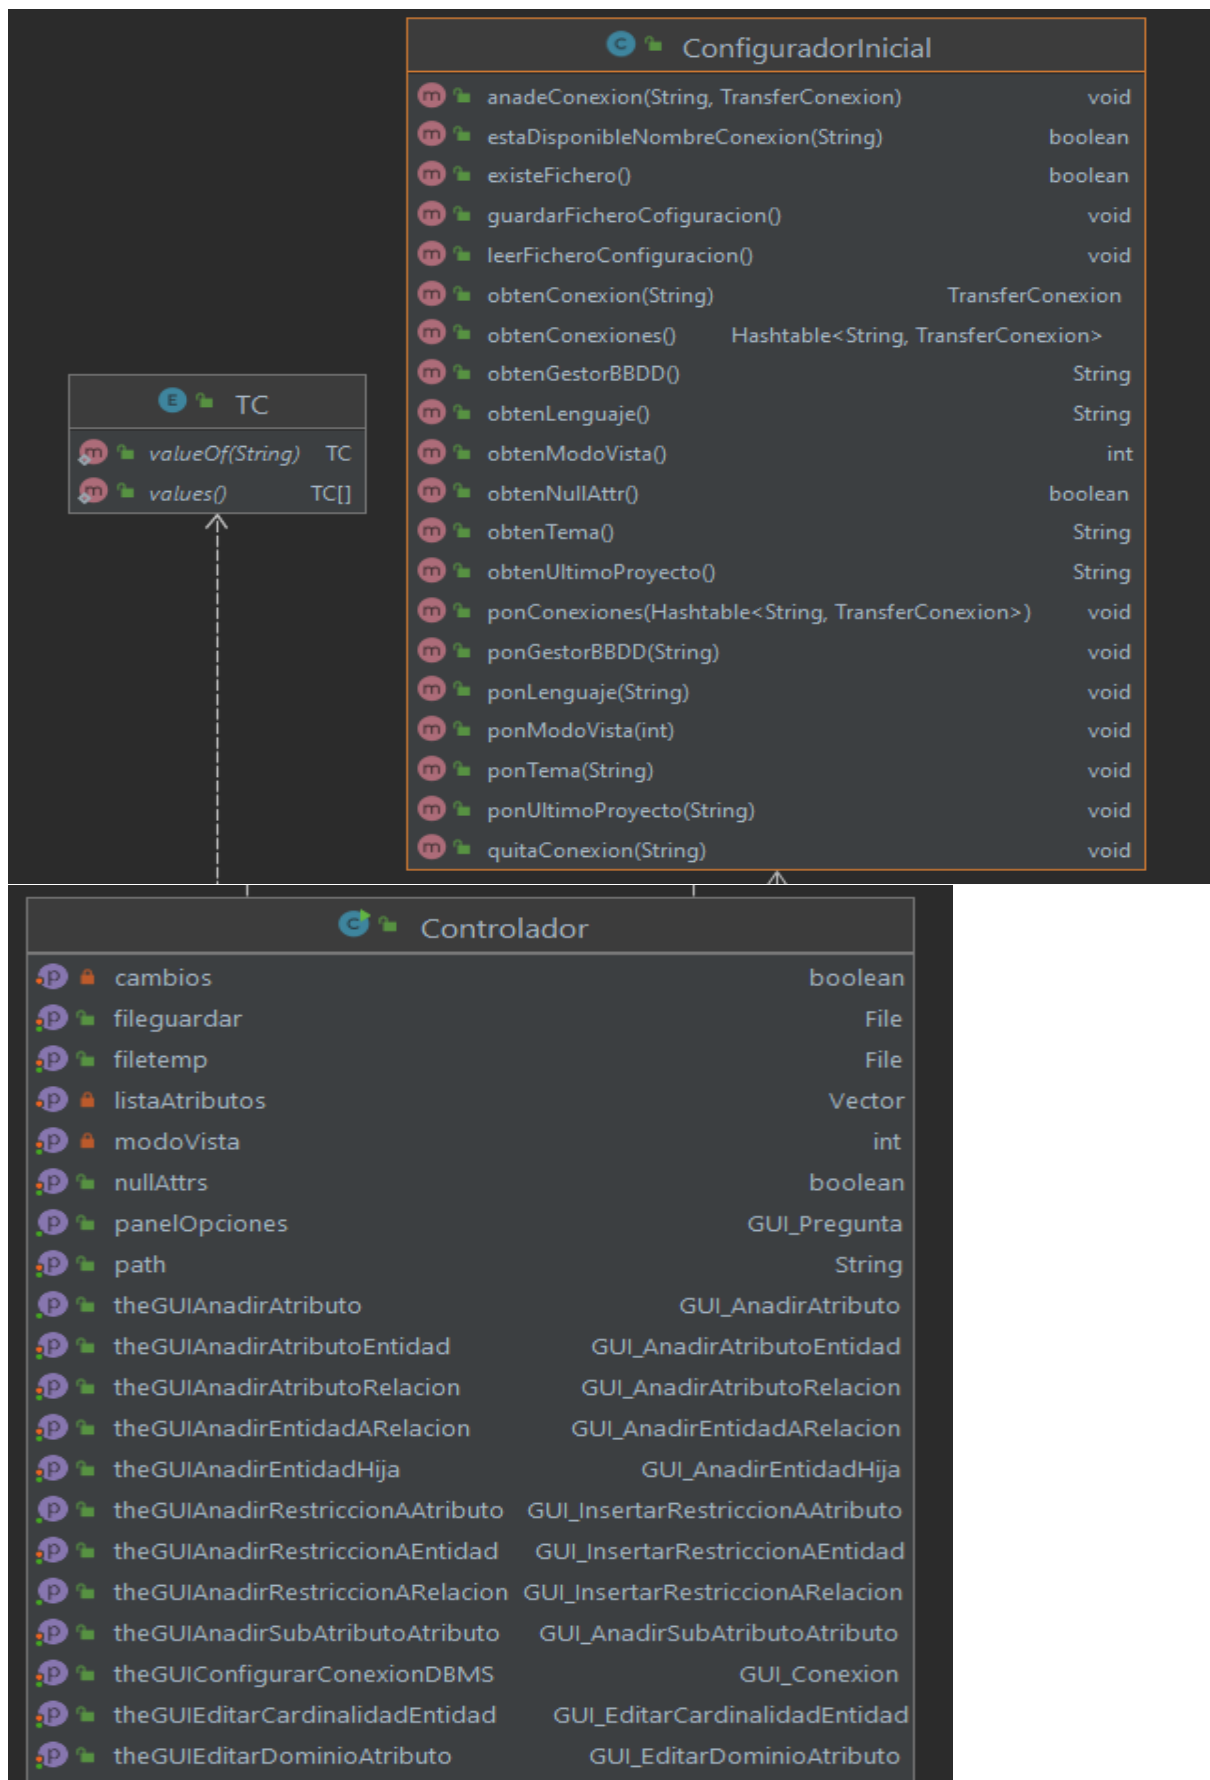 ConfiguradorInicial
anadeConexion(String, TransferConexion) void
estaDisponibleNombreConexion(String) boolean
existeFichero() boolean
guardarFicheroCofiguracion() void
leerFicheroConfiguracion() void
obtenConexion(String) TransferConexion
obtenConexiones() Hashtable<String, TransferConexion>
obtenGestorBBDD() String
obtenLenguaje() String
obtenModoVista() int
obtenNullAttr() boolean
obtenTema() String
obtenUltimoProyecto() String
ponConexiones(Hashtable<String, TransferConexion>) void
ponGestorBBDD(String) void
ponLenguaje(String) void
ponModoVista(int) void
ponTema(String) void
ponUltimoProyecto(String) void
quitaConexion(String) void
TC
valueOf(String) TC
values() TC[]
Controlador
cambios boolean
fileguardar File
filetemp File
listaAtributos Vector
modoVista int
nullAttrs boolean
panelOpciones GUI_Pregunta
path String
theGUIAnadirAtributo GUI_AnadirAtributo
theGUIAnadirAtributoEntidad GUI_AnadirAtributoEntidad
theGUIAnadirAtributoRelacion GUI_AnadirAtributoRelacion
theGUIAnadirEntidadARelacion GUI_AnadirEntidadARelacion
theGUIAnadirEntidadHija GUI_AnadirEntidadHija
theGUIAnadirRestriccionAAtributo GUI_InsertarRestriccionAAtributo
theGUIAnadirRestriccionAEntidad GUI_InsertarRestriccionAEntidad
theGUIAnadirRestriccionARelacion GUI_InsertarRestriccionARelacion
theGUIAnadirSubAtributoAtributo GUI_AnadirSubAtributoAtributo
theGUIConfigurarConexionDBMS GUI_Conexion
theGUIEditarCardinalidadEntidad GUI_EditarCardinalidadEntidad
theGUIEditarDominioAtributo GUI_EditarDominioAtributo